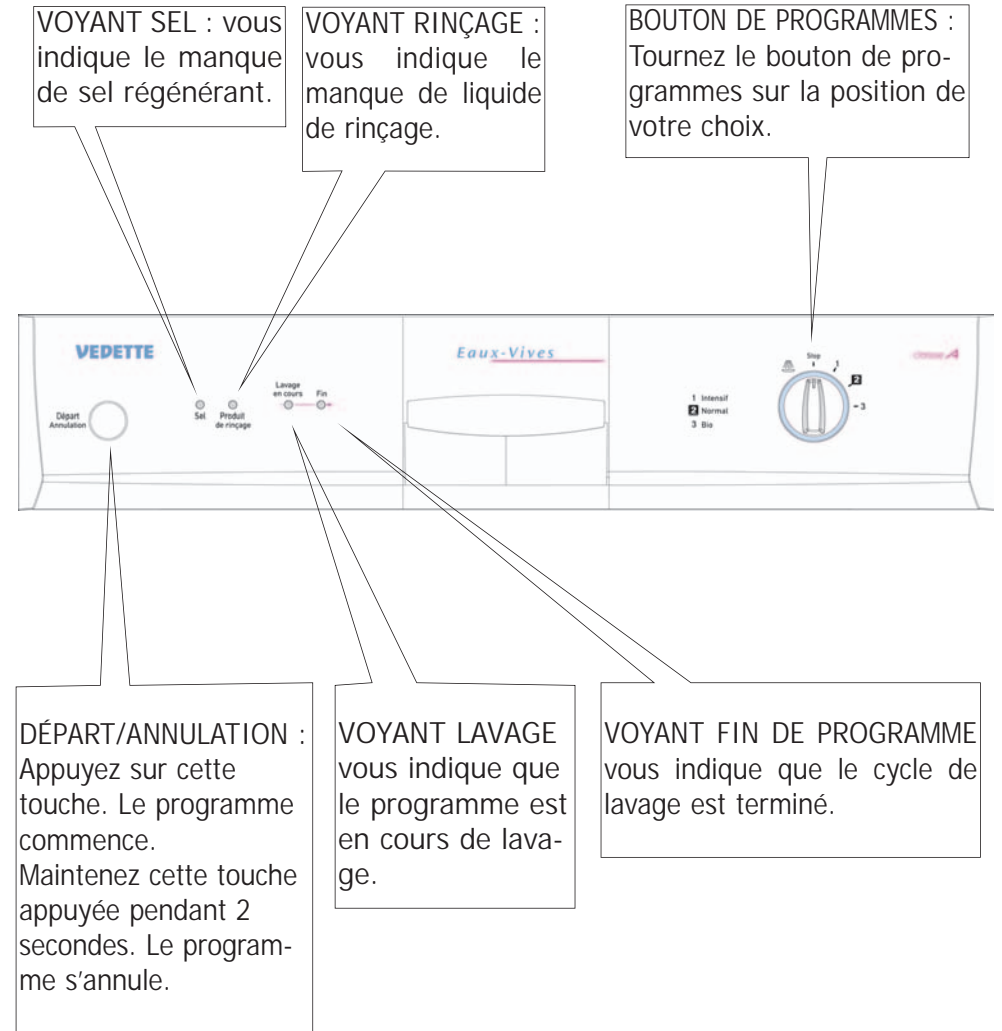 VOYANT SEL : vous
indique le manque
de sel régénérant.
VOYANT RINÇAGE :
vous indique le
manque de liquide
de rinçage.
BOUTON DE PROGRAMMES :
Tournez le bouton de pro-
grammes sur la position de
votre choix.
VEDETTE
Départ
Annulation
Sel
Produit
de rinçage
Lavage
en cours
Fin
Eaux-Vives
1 Intensif
2 Normal
3 Bio
Stop
1
2
3
classe A
DÉPART/ANNULATION :
Appuyez sur cette
touche. Le programme
commence.
Maintenez cette touche
appuyée pendant 2
secondes. Le program-
me s'annule.
VOYANT LAVAGE
vous indique que
le programme est
en cours de lava-
ge.
VOYANT FIN DE PROGRAMME
vous indique que le cycle de
lavage est terminé.